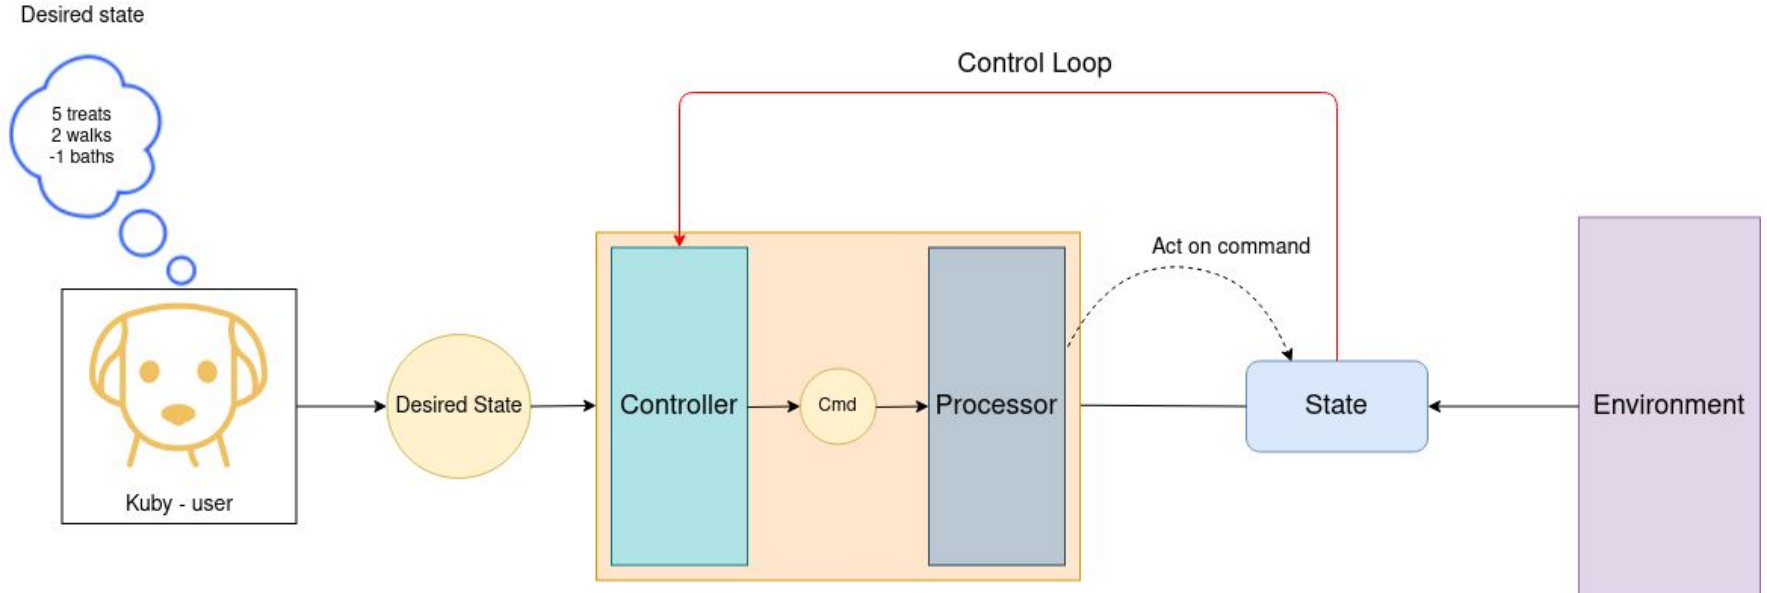 Desired state
5 treats
2 walks
-1 baths
Kuby - user
Desired State
Control Loop
Controller
Cmd
Processor
Act on command
State
Environment